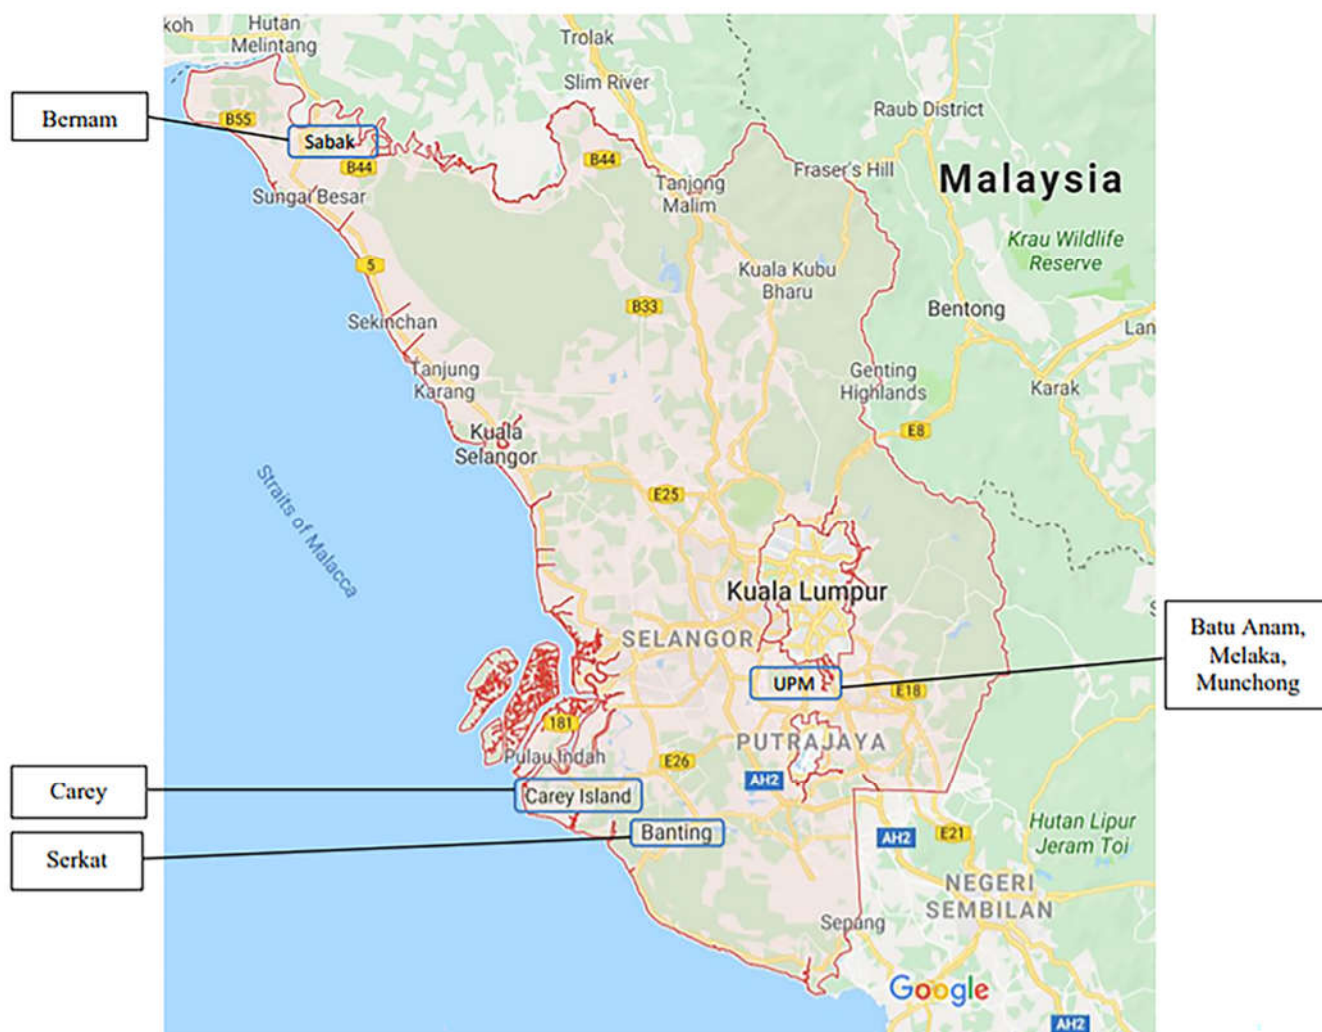 koh
Hutan
Melintang
Trolak
Slim River
Raub District
Bernam
B55
Sabak
B44
B44
Fraser's Hill
Malaysia
Tanjong
Malim
Sungai Besar
Krau Wildlife
Reserve
5
Kuala Kubu
Bharu
B33
Bentong
Sekinchan
Lan
Tanjung
Karang
Genting
Highlands
Karak
Kuala
Selangor
E8
Straits of Malacca
E25
Kuala Lumpur
SELANGOR
Batu Anam,
Melaka,
Munchong
UPM
E18
181
PUTRAJAYA
Pulau Indah
E26
AH2
Carey
Carey Island
Serkat
Banting
AH2
E21
Hutan Lipur
Jeram Toi
NEGERI
SEMBILAN
Sepang
Google
AH2